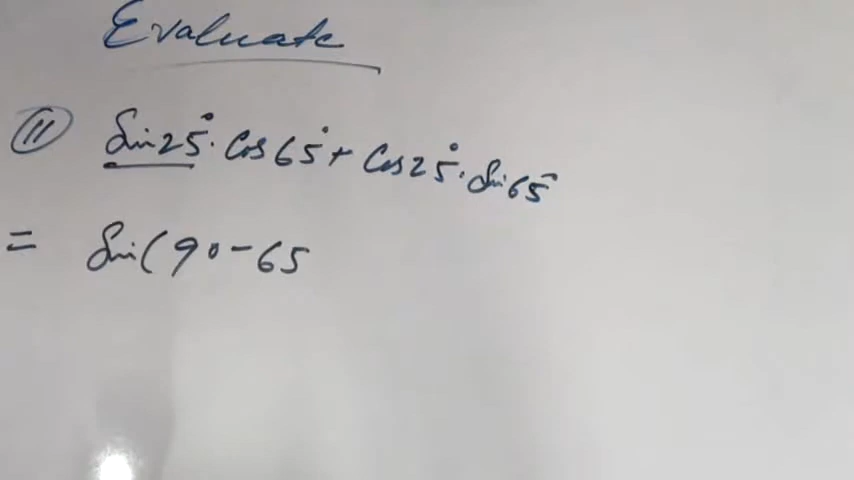 Evaluate
(ii) Sin25°. Cos65° + Cos25°. Sin65°
= Sin(90-65